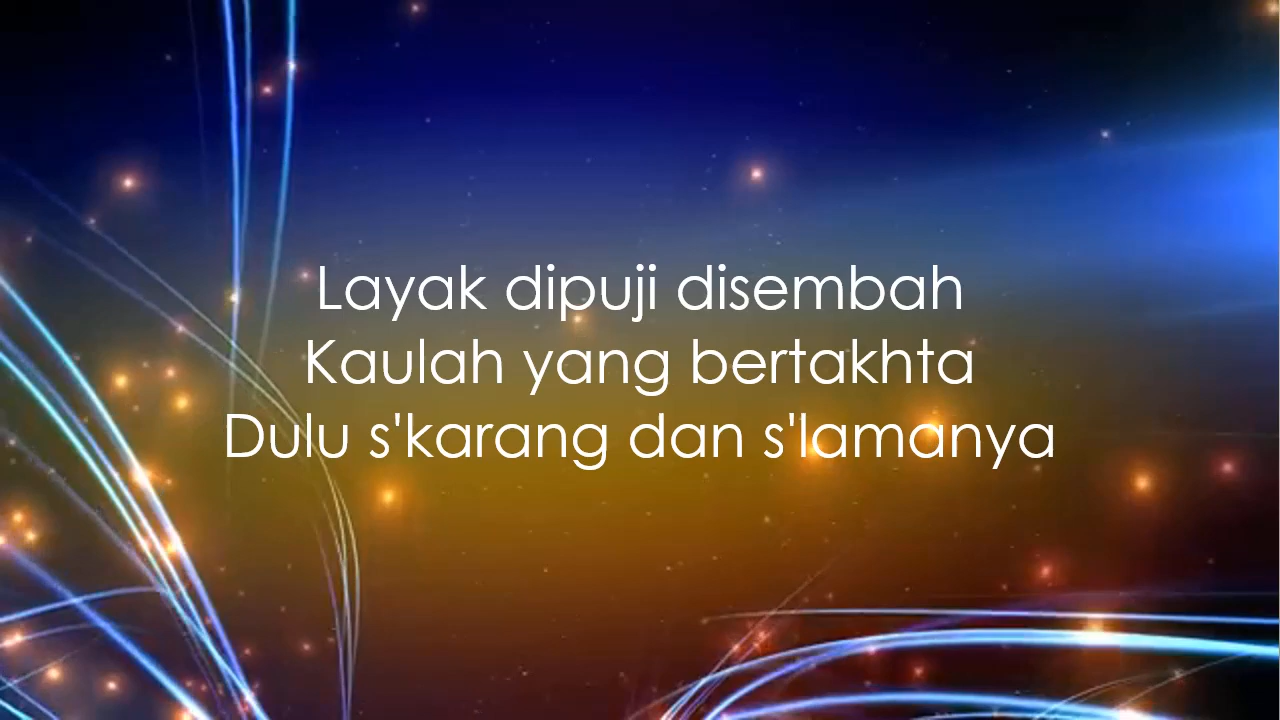 Layak dipuji disembah
Kaulah yang bertakhta
Dulu s'karang dan s'lamanya